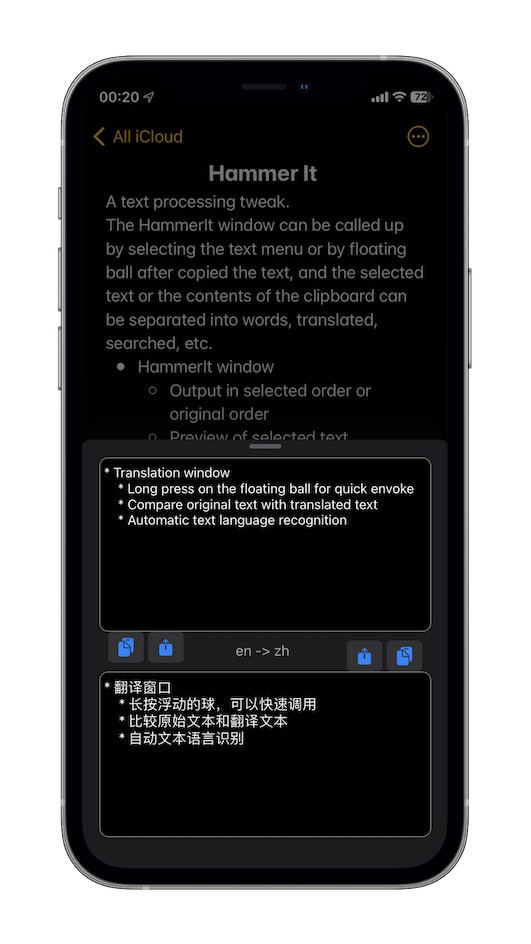 00:20
72
All iCloud
Hammer It
A text processing tweak.
The HammerIt window can be called up
by selecting the text menu or by floating
ball after copied the text, and the selected
text or the contents of the clipboard can
be separated into words, translated,
searched, etc.
HammerIt window
Output in selected order or
original order
Preview of selected text
* Translation window
* Long press on the floating ball for quick envoke
* Compare original text with translated text
* Automatic text language recognition
en -> zh
* 翻译窗口
* 长按浮动的球，可以快速调用
* 比较原始文本和翻译文本
* 自动文本语言识别